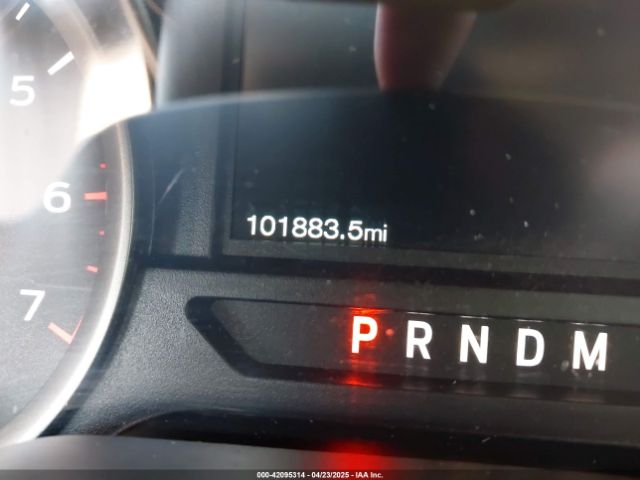 5
6
7
101883.5mi
P R N D M
000-42095314 - 04/23/2025 - IAA Inc.